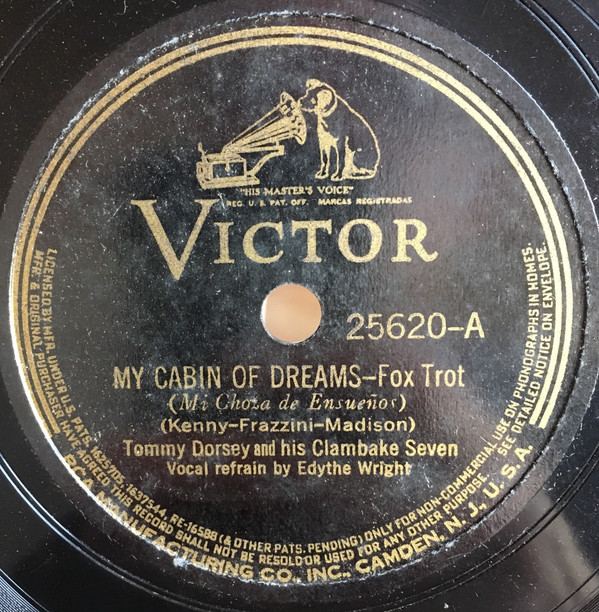 "HIS MASTER'S VOICE"
REG. U. S. PAT. OFF. MARCAS REGISTRADAS
VICTOR
25620-A
MY CABIN OF DREAMS-Fox Trot
(Mi Choza de Ensueños)
(Kenny-Frazzini-Madison)
Tommy Dorsey and his Clambake Seven
Vocal refrain by Edythe Wright
LICENSED BY MFR. UNDER U.S. PATS. 1625705, 1637544, RE-16588 (& OTHER PATS. PENDING) ONLY FOR NON-COMMERCIAL USE ON PHONOGRAPHS IN HOMES.
MFR. & ORIGINAL PURCHASER HAVE AGREED THIS RECORD SHALL NOT BE RESOLD OR USED FOR ANY OTHER PURPOSE. SEE DETAILED NOTICE ON ENVELOPE.
RCA MANUFACTURING CO., INC., CAMDEN, N. J., U. S. A.